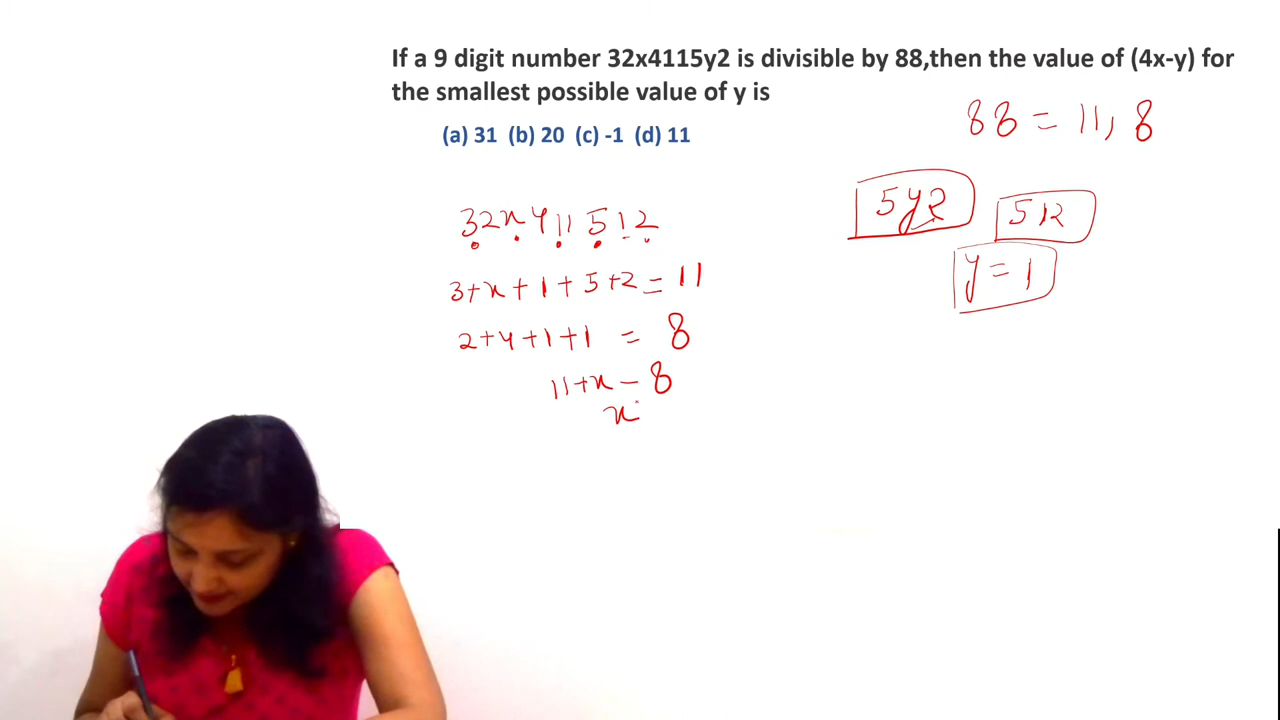 If a 9 digit number 32x4115y2 is divisible by 88,then the value of (4x-y) for
the smallest possible value of y is
(a) 31 (b) 20 (c) -1 (d) 11
88 = 11, 8
5y2
512
y = 1
32x411512
3+x+1+5+2=11
2+4+1+1 = 8
11+x-8
x